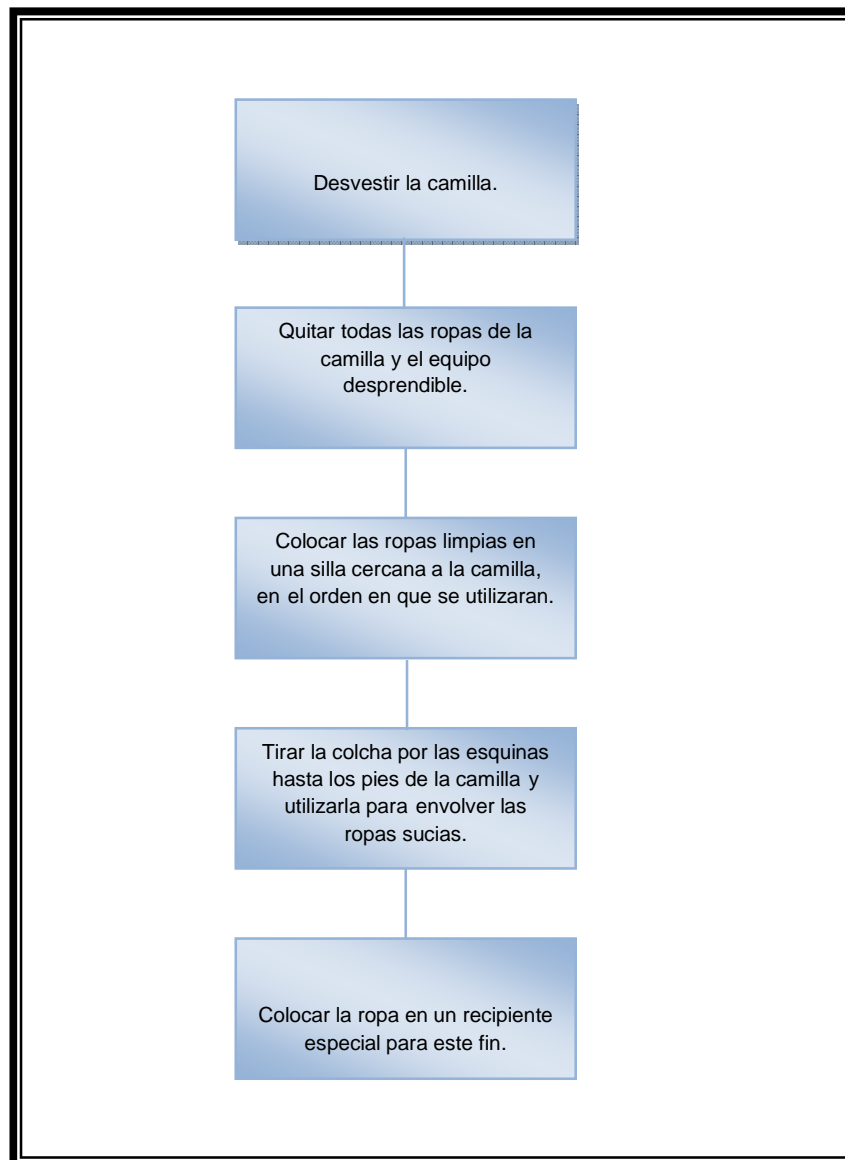 Desvestir la camilla.
Quitar todas las ropas de la
camilla y el equipo
desprendible.
Colocar las ropas limpias en
una silla cercana a la camilla,
en el orden en que se utilizaran.
Tirar la colcha por las esquinas
hasta los pies de la camilla y
utilizarla para envolver las
ropas sucias.
Colocar la ropa en un recipiente
especial para este fin.